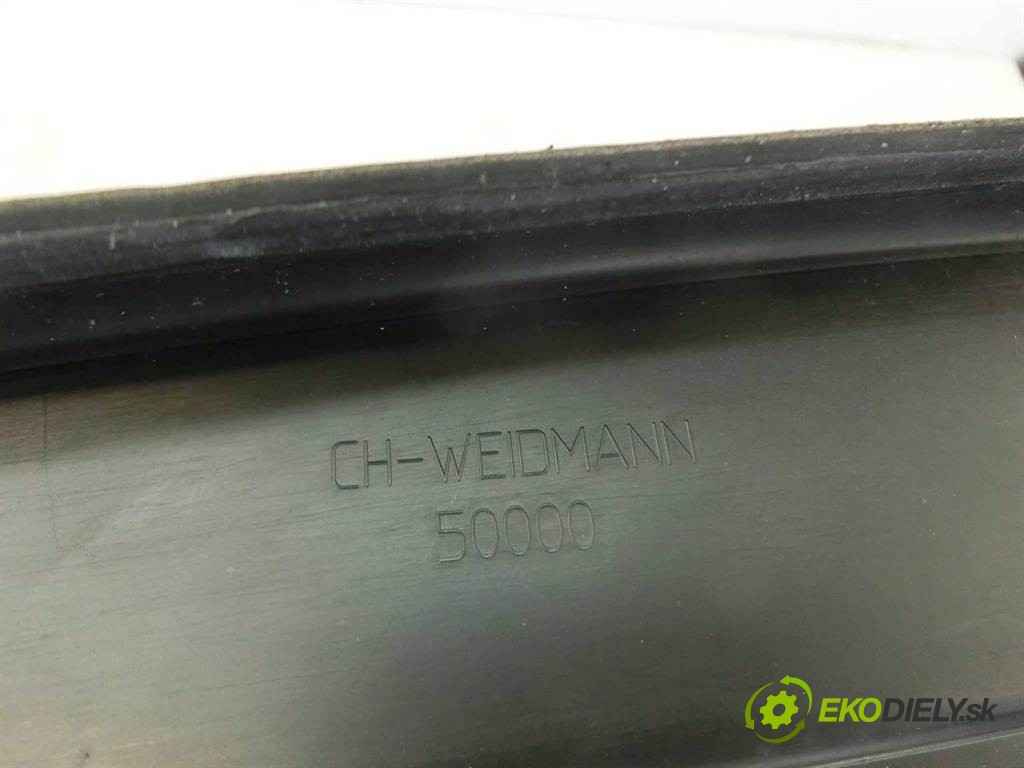 CH-WEIDMANN
50000
EKODIELY.sk